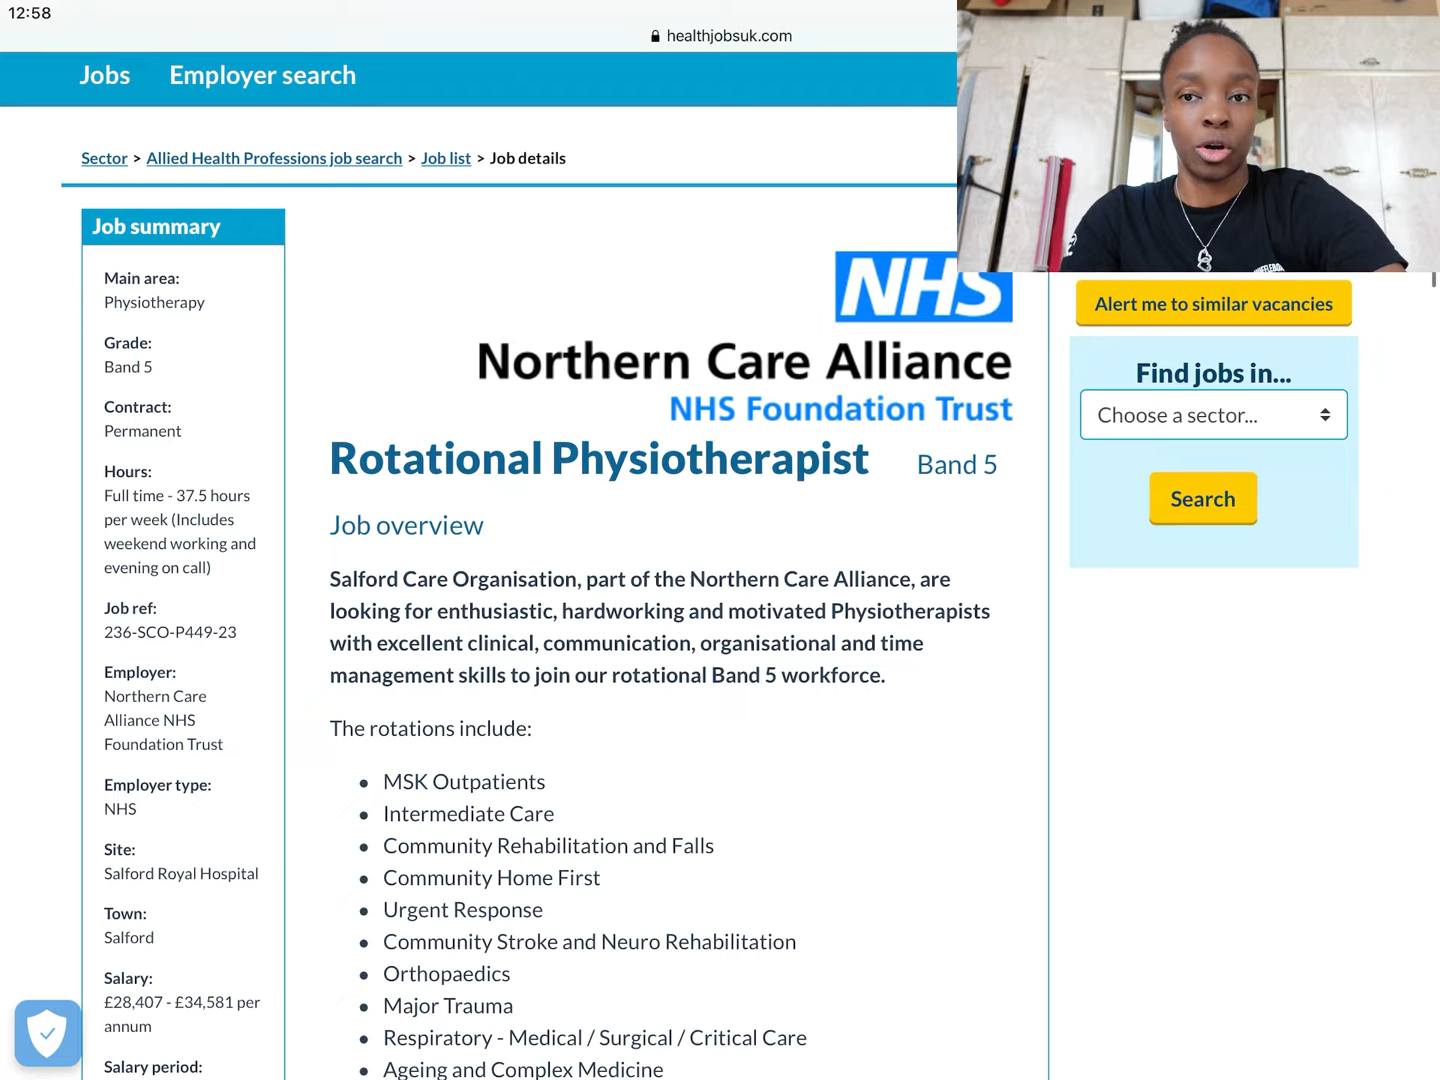 12:58
healthjobsuk.com
Jobs Employer search
Sector > Allied Health Professions job search > Job list > Job details
Job summary
Main area:
Physiotherapy
Grade:
Band 5
Contract:
Permanent
Hours:
Full time - 37.5 hours
per week (Includes
weekend working and
evening on call)
Job ref:
236-SCO-P449-23
Employer:
Northern Care
Alliance NHS
Foundation Trust
Employer type:
NHS
Site:
Salford Royal Hospital
Town:
Salford
Salary:
£28,407 - £34,581 per
annum
Salary period:
NHS
Northern Care Alliance
NHS Foundation Trust
Rotational Physiotherapist Band 5
Job overview
Salford Care Organisation, part of the Northern Care Alliance, are
looking for enthusiastic, hardworking and motivated Physiotherapists
with excellent clinical, communication, organisational and time
management skills to join our rotational Band 5 workforce.
The rotations include:
• MSK Outpatients
• Intermediate Care
• Community Rehabilitation and Falls
• Community Home First
• Urgent Response
• Community Stroke and Neuro Rehabilitation
• Orthopaedics
• Major Trauma
• Respiratory - Medical / Surgical / Critical Care
• Ageing and Complex Medicine
Alert me to similar vacancies
Find jobs in...
Choose a sector...
Search